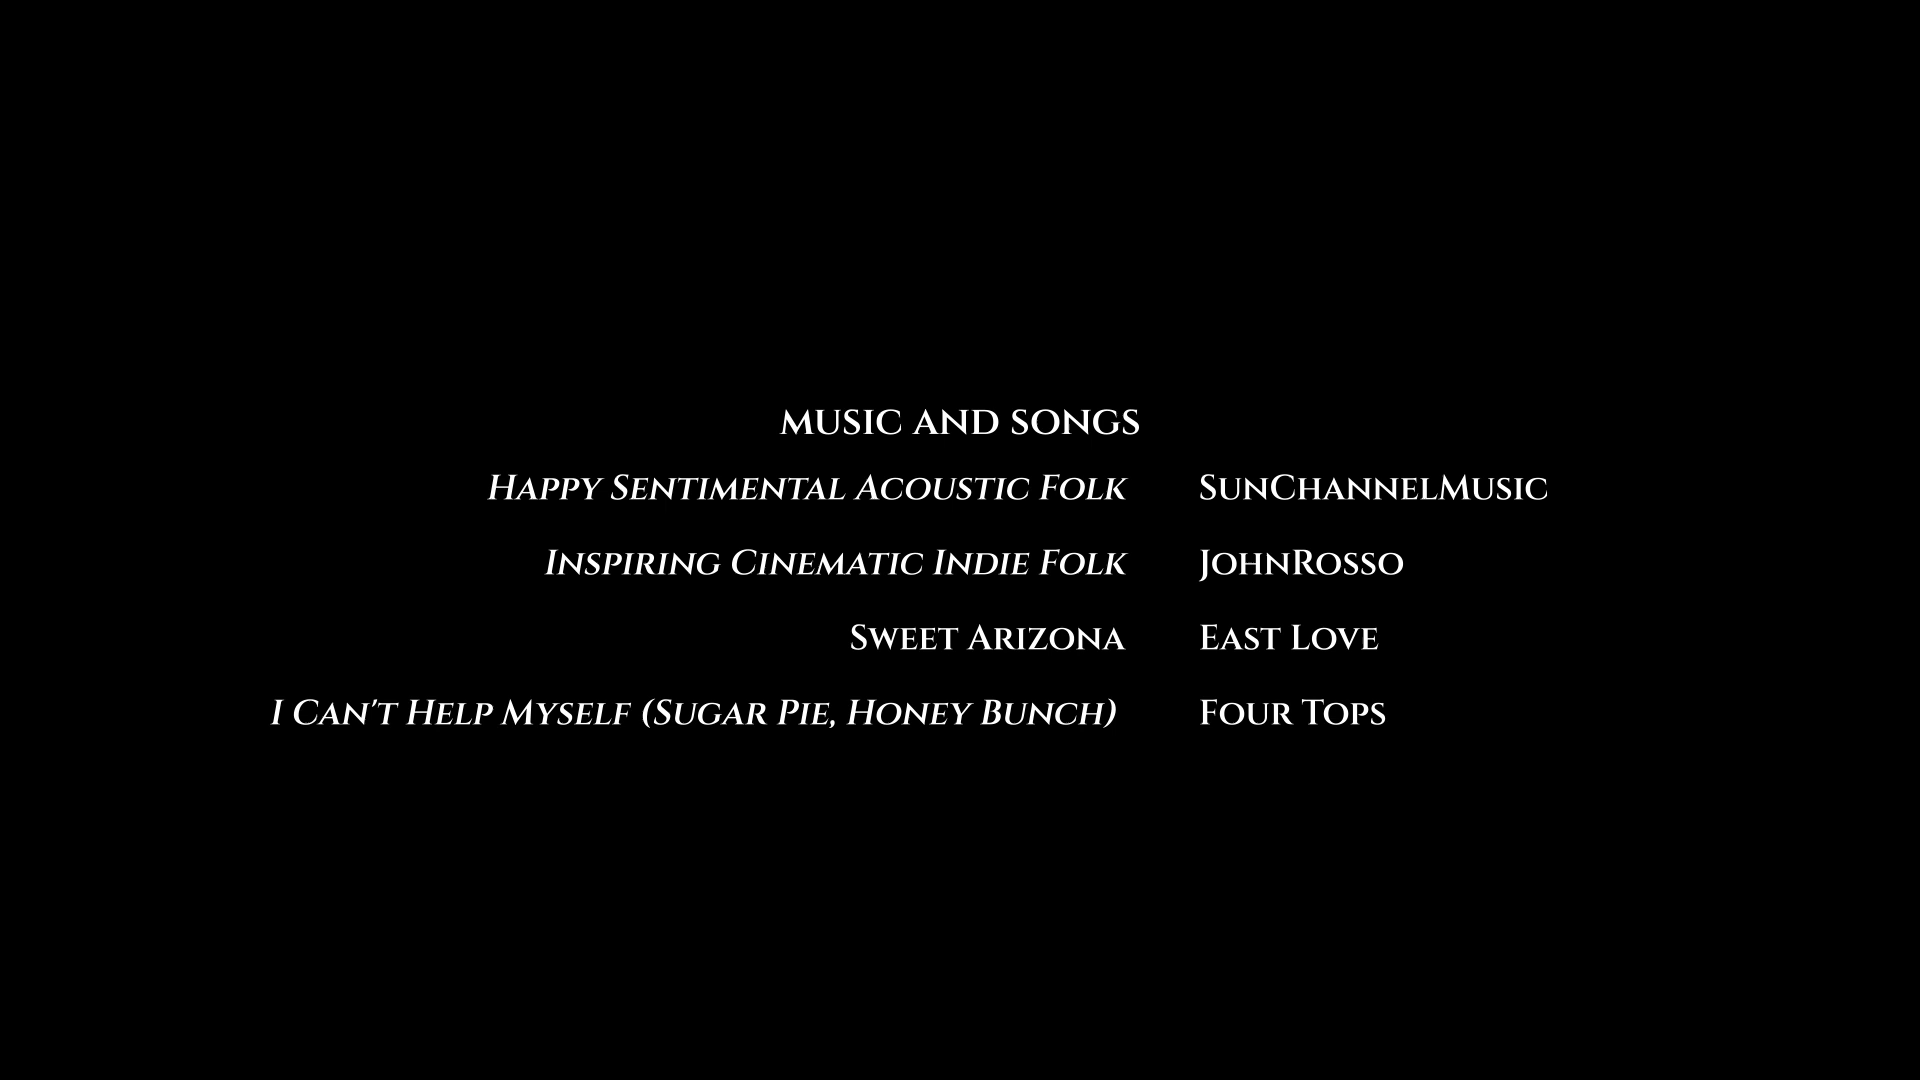 MUSIC AND SONGS
Happy Sentimental Acoustic Folk SunChannelMusic
Inspiring Cinematic Indie Folk JohnRosso
Sweet Arizona East Love
I Can't Help Myself (Sugar Pie, Honey Bunch) Four Tops